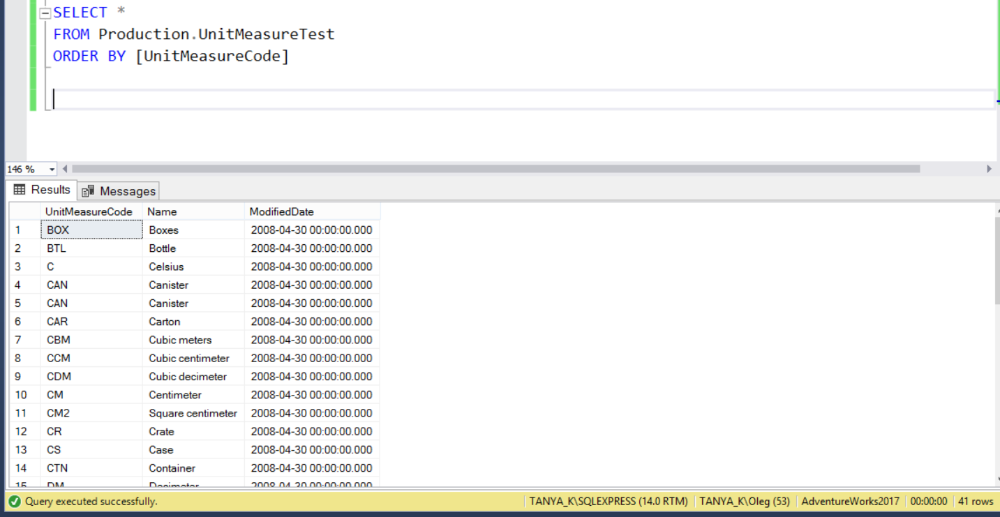 SELECT *
FROM Production.UnitMeasureTest
ORDER BY [UnitMeasureCode]
146 %
Results Messages
UnitMeasureCode Name ModifiedDate
1 BOX Boxes 2008-04-30 00:00:00.000
2 BTL Bottle 2008-04-30 00:00:00.000
3 C Celsius 2008-04-30 00:00:00.000
4 CAN Canister 2008-04-30 00:00:00.000
5 CAN Canister 2008-04-30 00:00:00.000
6 CAR Carton 2008-04-30 00:00:00.000
7 CBM Cubic meters 2008-04-30 00:00:00.000
8 CCM Cubic centimeter 2008-04-30 00:00:00.000
9 CDM Cubic decimeter 2008-04-30 00:00:00.000
10 CM Centimeter 2008-04-30 00:00:00.000
11 CM2 Square centimeter 2008-04-30 00:00:00.000
12 CR Crate 2008-04-30 00:00:00.000
13 CS Case 2008-04-30 00:00:00.000
14 CTN Container 2008-04-30 00:00:00.000
15 DM Decimeter 2008-04-30 00:00:00.000
Query executed successfully. TANYA_K\SQLEXPRESS (14.0 RTM) TANYA_K\Oleg (53) AdventureWorks2017 00:00:00 41 rows